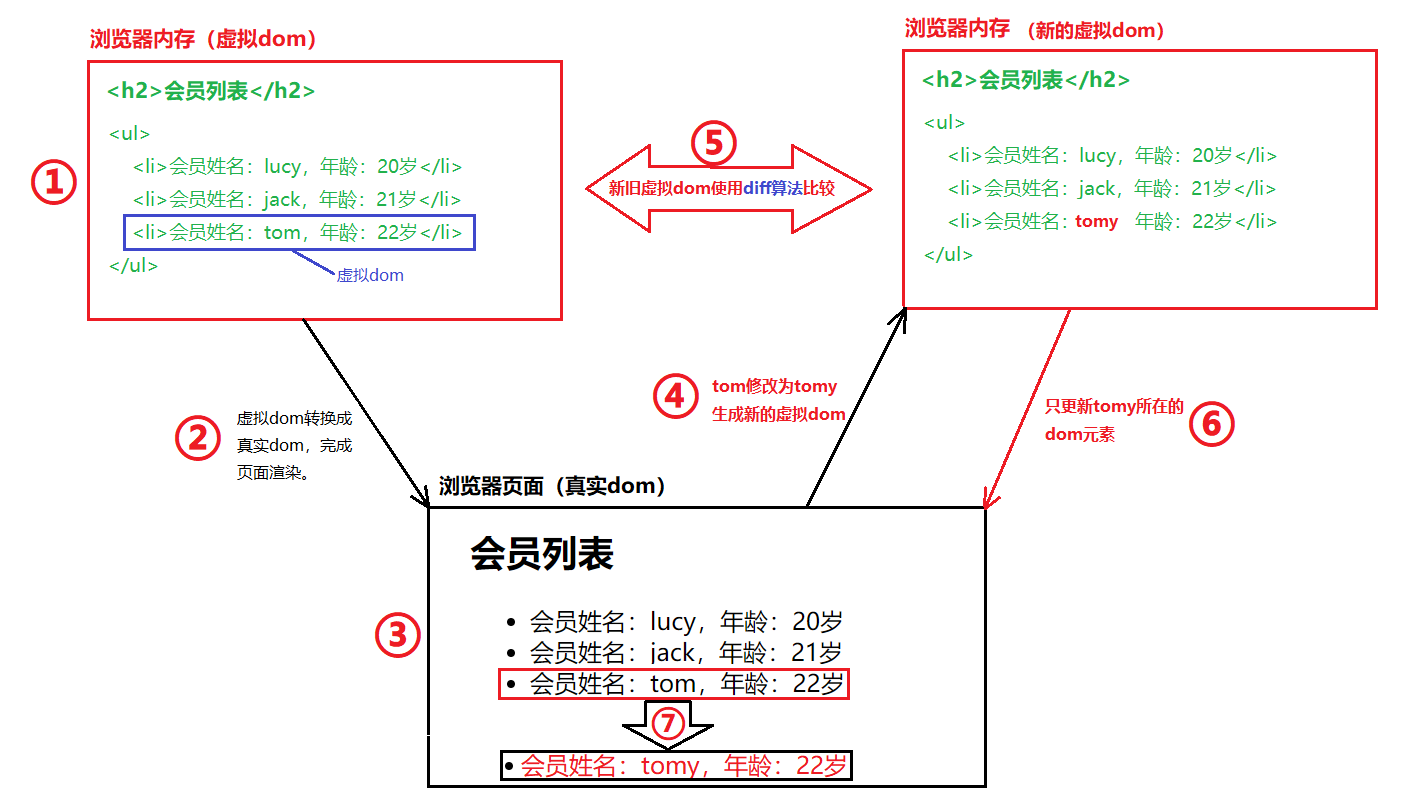 浏览器内存（虚拟dom）
<h2>会员列表</h2>
<ul>
<li>会员姓名：lucy，年龄：20岁</li>
<li>会员姓名：jack，年龄：21岁</li>
<li>会员姓名：tom，年龄：22岁</li>
</ul>
虚拟dom
①
⑤
新旧虚拟dom使用diff算法比较
浏览器内存 （新的虚拟dom）
<h2>会员列表</h2>
<ul>
<li>会员姓名：lucy，年龄：20岁</li>
<li>会员姓名：jack，年龄：21岁</li>
<li>会员姓名：tomy 年龄：22岁</li>
</ul>
②
虚拟dom转换成
真实dom，完成
页面渲染。
④
tom修改为tomy
生成新的虚拟dom
只更新tomy所在的
dom元素
⑥
浏览器页面（真实dom）
会员列表
③
• 会员姓名：lucy，年龄：20岁
• 会员姓名：jack，年龄：21岁
• 会员姓名：tom，年龄：22岁
⑦
• 会员姓名：tomy，年龄：22岁